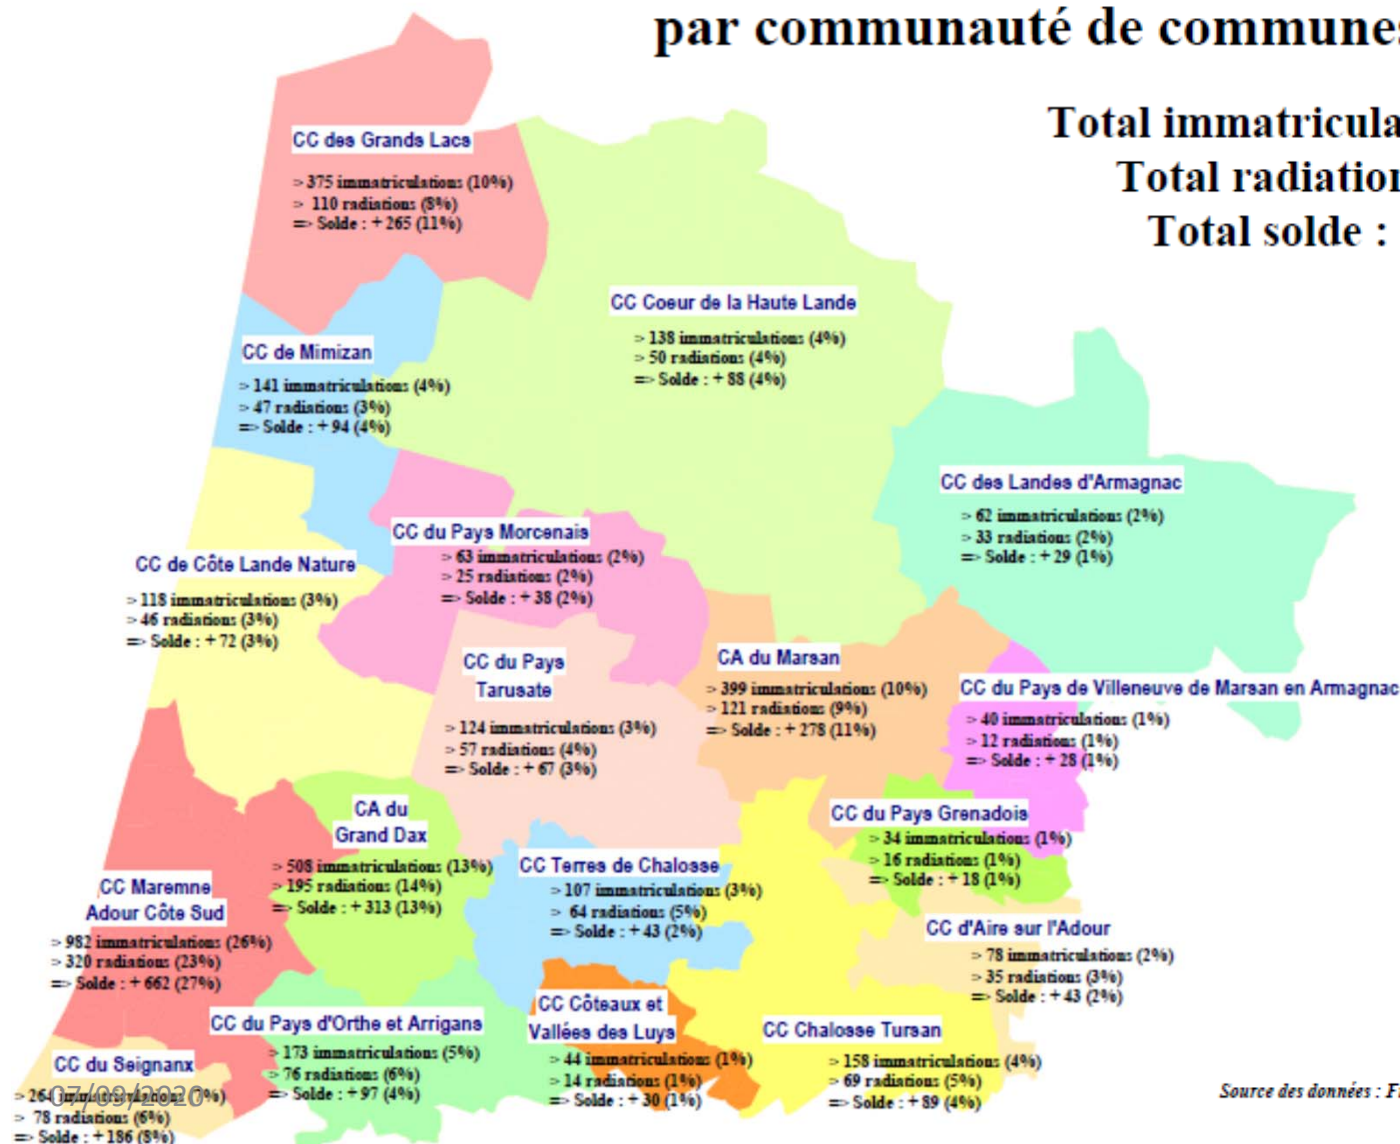 par communauté de communes
Total immatricula
Total radiation
Total solde :
CC des Grands Lacs
> 375 immatriculations (10%)
> 110 radiations (8%)
=> Solde : + 265 (11%)
CC Coeur de la Haute Lande
> 138 immatriculations (4%)
> 50 radiations (4%)
=> Solde : + 88 (4%)
CC de Mimizan
> 141 immatriculations (4%)
> 47 radiations (3%)
=> Solde : + 94 (4%)
CC des Landes d'Armagnac
> 62 immatriculations (2%)
> 33 radiations (2%)
=> Solde : + 29 (1%)
CC du Pays Morcenais
> 63 immatriculations (2%)
> 25 radiations (2%)
=> Solde : + 38 (2%)
CC de Côte Lande Nature
> 118 immatriculations (3%)
> 46 radiations (3%)
=> Solde : + 72 (3%)
CC du Pays
Tarusate
> 124 immatriculations (3%)
> 57 radiations (4%)
=> Solde : + 67 (3%)
CA du Marsan
> 399 immatriculations (10%)
> 121 radiations (9%)
=> Solde : + 278 (11%)
CC du Pays de Villeneuve de Marsan en Armagnac
> 40 immatriculations (1%)
> 12 radiations (1%)
=> Solde : + 28 (1%)
CA du
Grand Dax
> 508 immatriculations (13%)
> 195 radiations (14%)
=> Solde : + 313 (13%)
CC du Pays Grenadois
> 34 immatriculations (1%)
> 16 radiations (1%)
=> Solde : + 18 (1%)
CC Terres de Chalosse
> 107 immatriculations (3%)
> 64 radiations (5%)
=> Solde : + 43 (2%)
CC Maremne
Adour Côte Sud
> 982 immatriculations (26%)
> 320 radiations (23%)
=> Solde : + 662 (27%)
CC d'Aire sur l'Adour
> 78 immatriculations (2%)
> 35 radiations (3%)
=> Solde : + 43 (2%)
CC du Pays d'Orthe et Arrigans
> 173 immatriculations (5%)
> 76 radiations (6%)
=> Solde : + 97 (4%)
CC Côteaux et
Vallées des Luys
> 44 immatriculations (1%)
> 14 radiations (1%)
=> Solde : + 30 (1%)
CC Chalosse Tursan
> 158 immatriculations (4%)
> 69 radiations (5%)
=> Solde : + 89 (4%)
CC du Seignanx
> 264 immatriculations
07/09/2020
> 78 radiations (6%)
=> Solde : + 186 (8%)
Source des données :